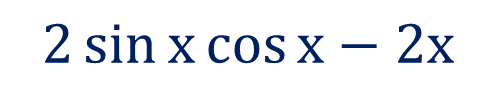 2 sin x cos x − 2x